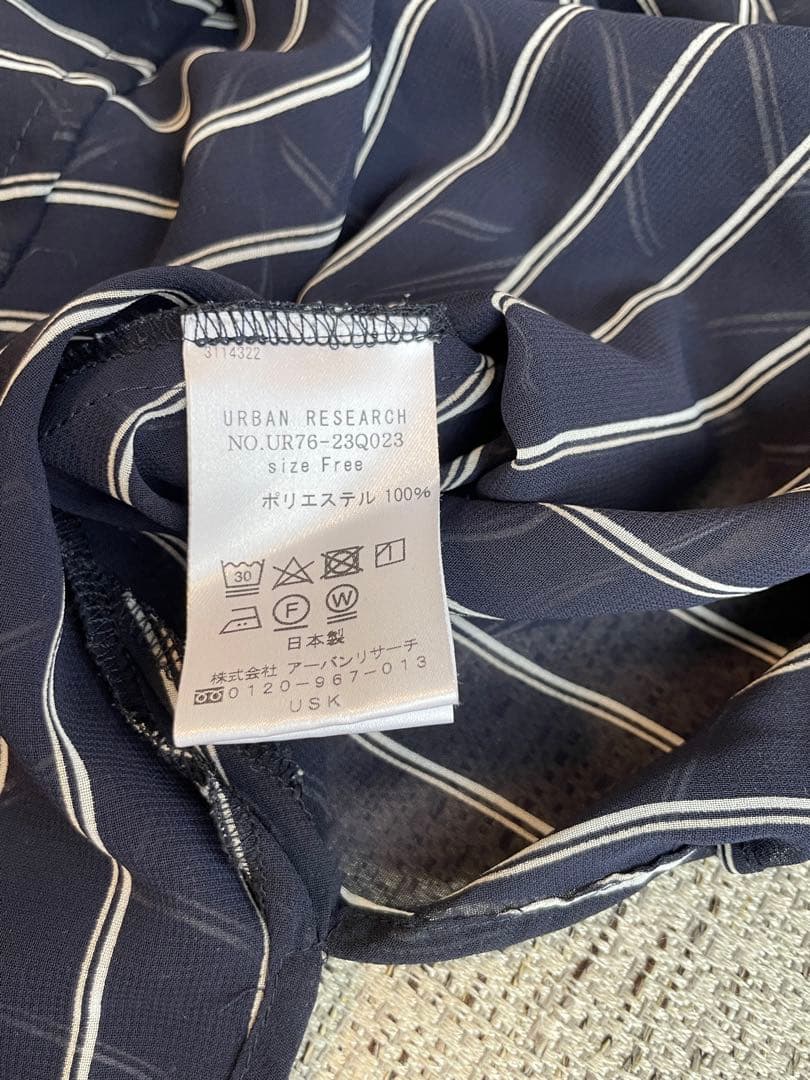 3114322
URBAN RESEARCH
NO.UR76-23Q023
size Free
ポリエステル 100%
30
F W
日本製
株式会社 アーバンリサーチ
0120-967-013
USK